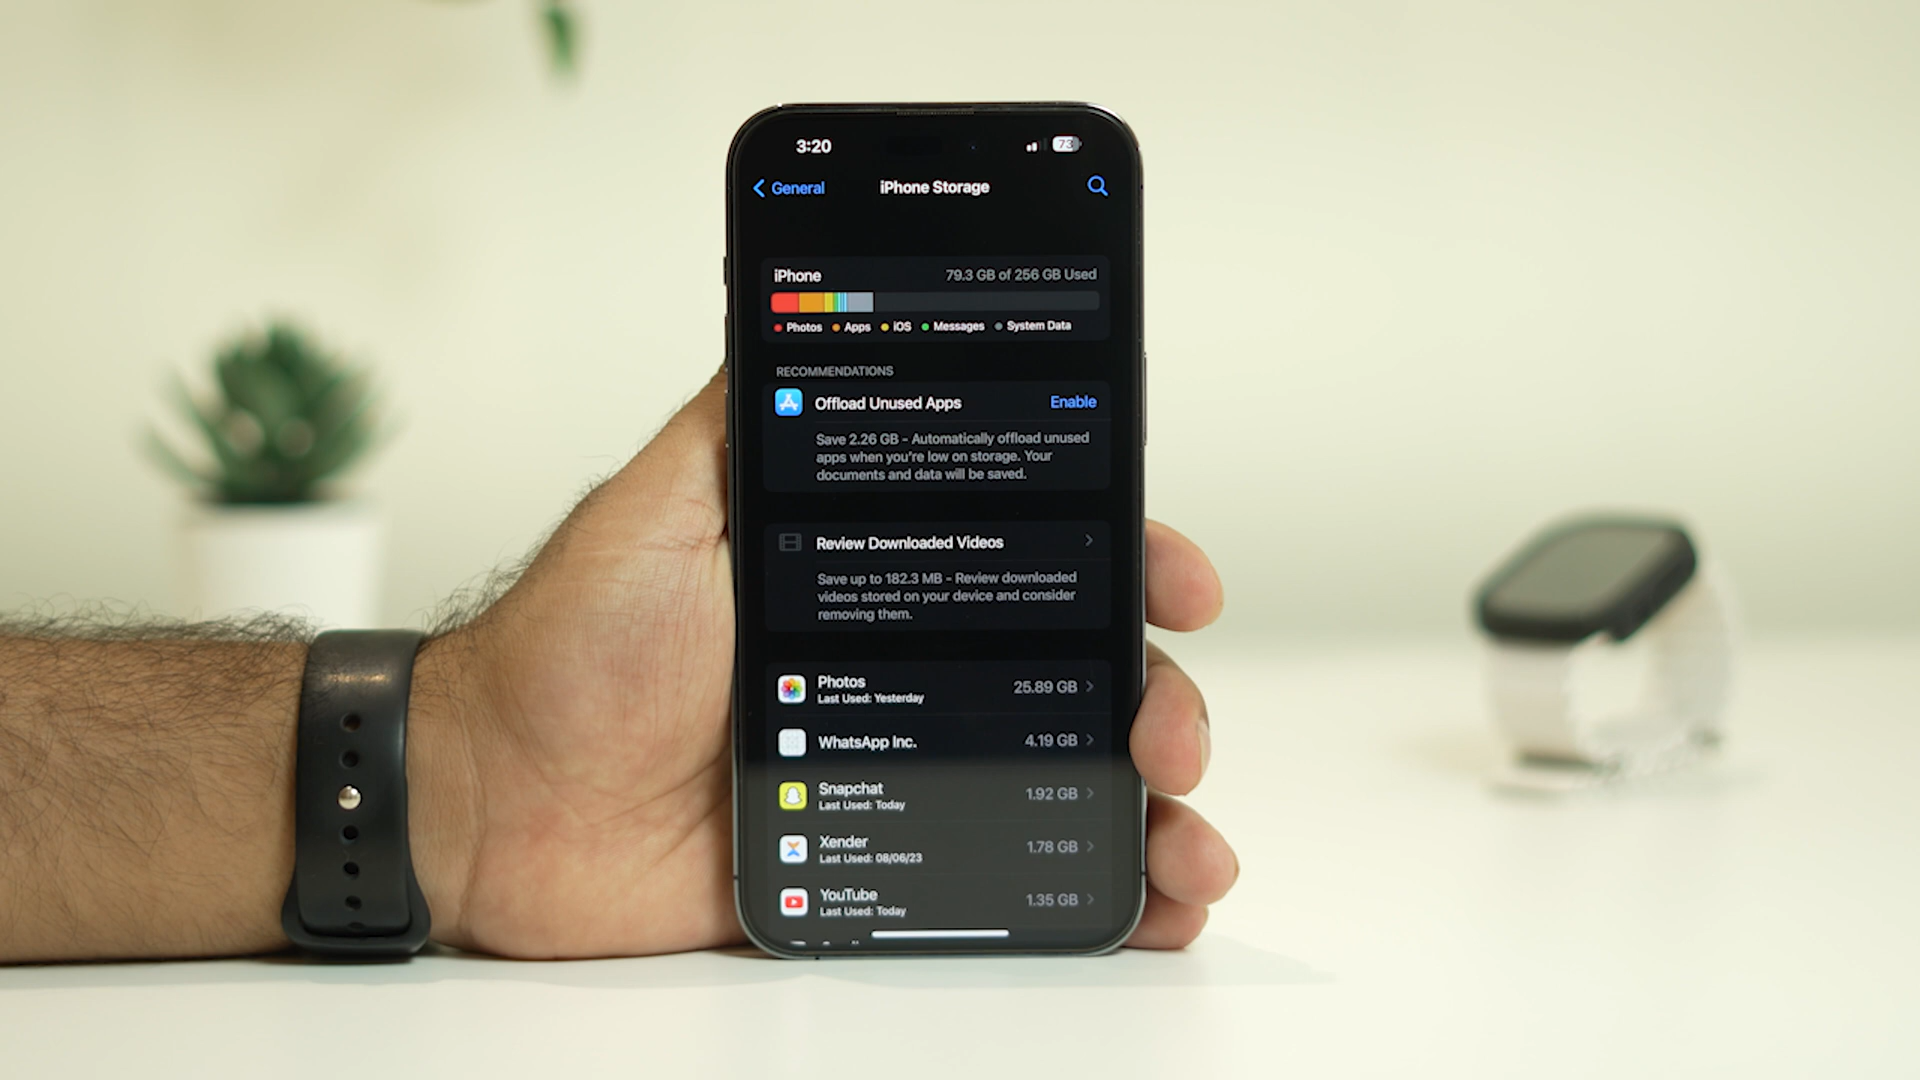 3:20
73
General
iPhone Storage
iPhone
79.3 GB of 256 GB Used
Photos
Apps
iOS
Messages
System Data
RECOMMENDATIONS
Offload Unused Apps
Enable
Save 2.26 GB - Automatically offload unused
apps when you're low on storage. Your
documents and data will be saved.
Review Downloaded Videos
Save up to 182.3 MB - Review downloaded
videos stored on your device and consider
removing them.
Photos
25.89 GB
Last Used: Yesterday
WhatsApp Inc.
4.19 GB
Snapchat
1.92 GB
Last Used: Today
Xender
1.78 GB
Last Used: 08/06/23
YouTube
1.35 GB
Last Used: Today